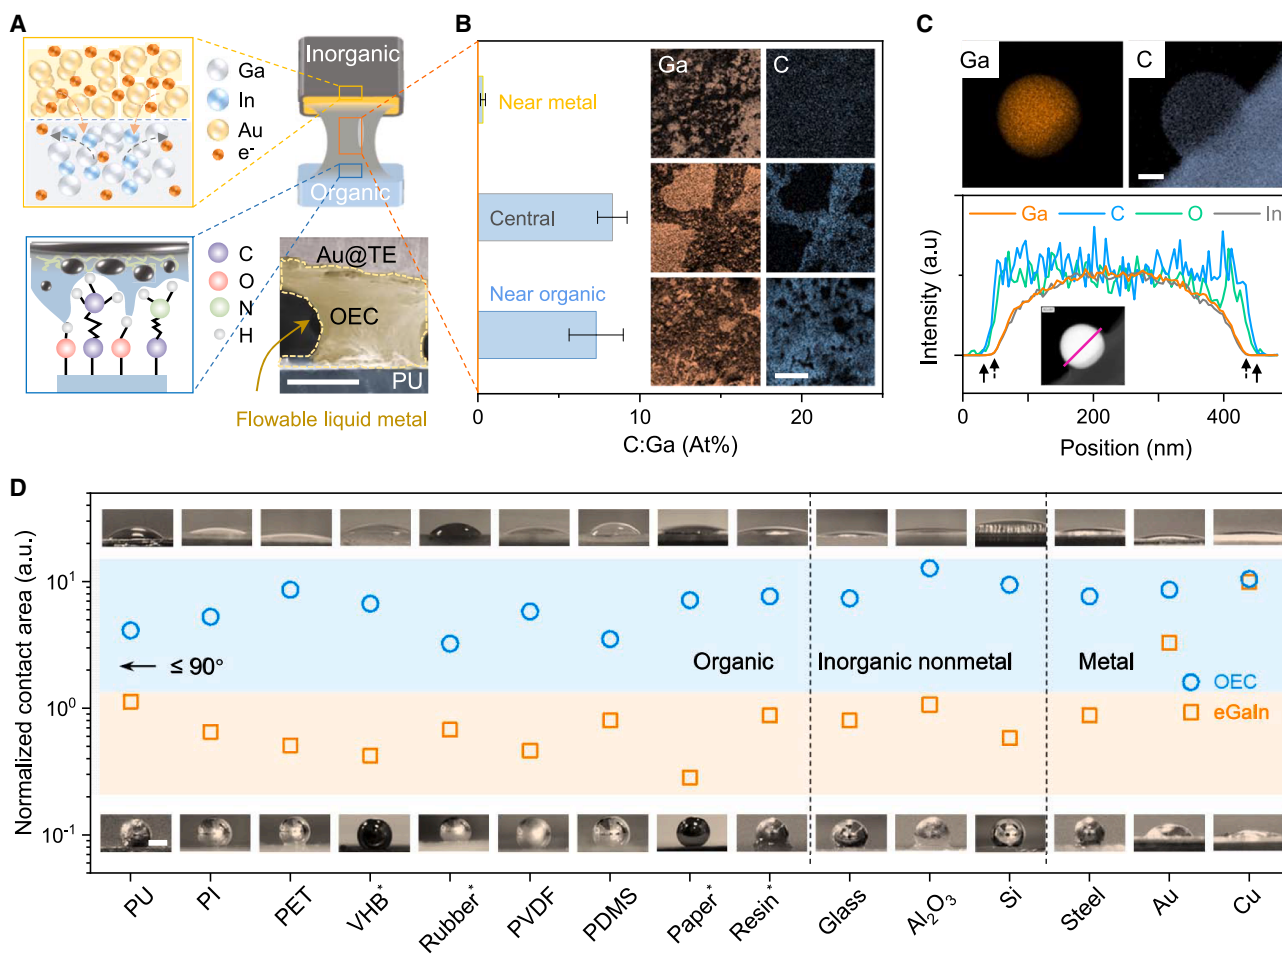 A
Ga
In
Au
e-
Inorganic
Organic
C
O
N
H
Au@TE
OEC
PU
Flowable liquid metal
B
Near metal
Central
Near organic
Ga
C
0
10
20
C:Ga (At%)
C
Ga
C
Ga
C
O
In
Intensity (a.u)
0
200
400
Position (nm)
D
Normalized contact area (a.u.)
10¹
10⁰
10⁻¹
≤ 90°
Organic
Inorganic nonmetal
Metal
OEC
eGaIn
PU
PI
PET
VHB*
Rubber*
PVDF
PDMS
Paper*
Resin*
Glass
Al₂O₃
Si
Steel
Au
Cu